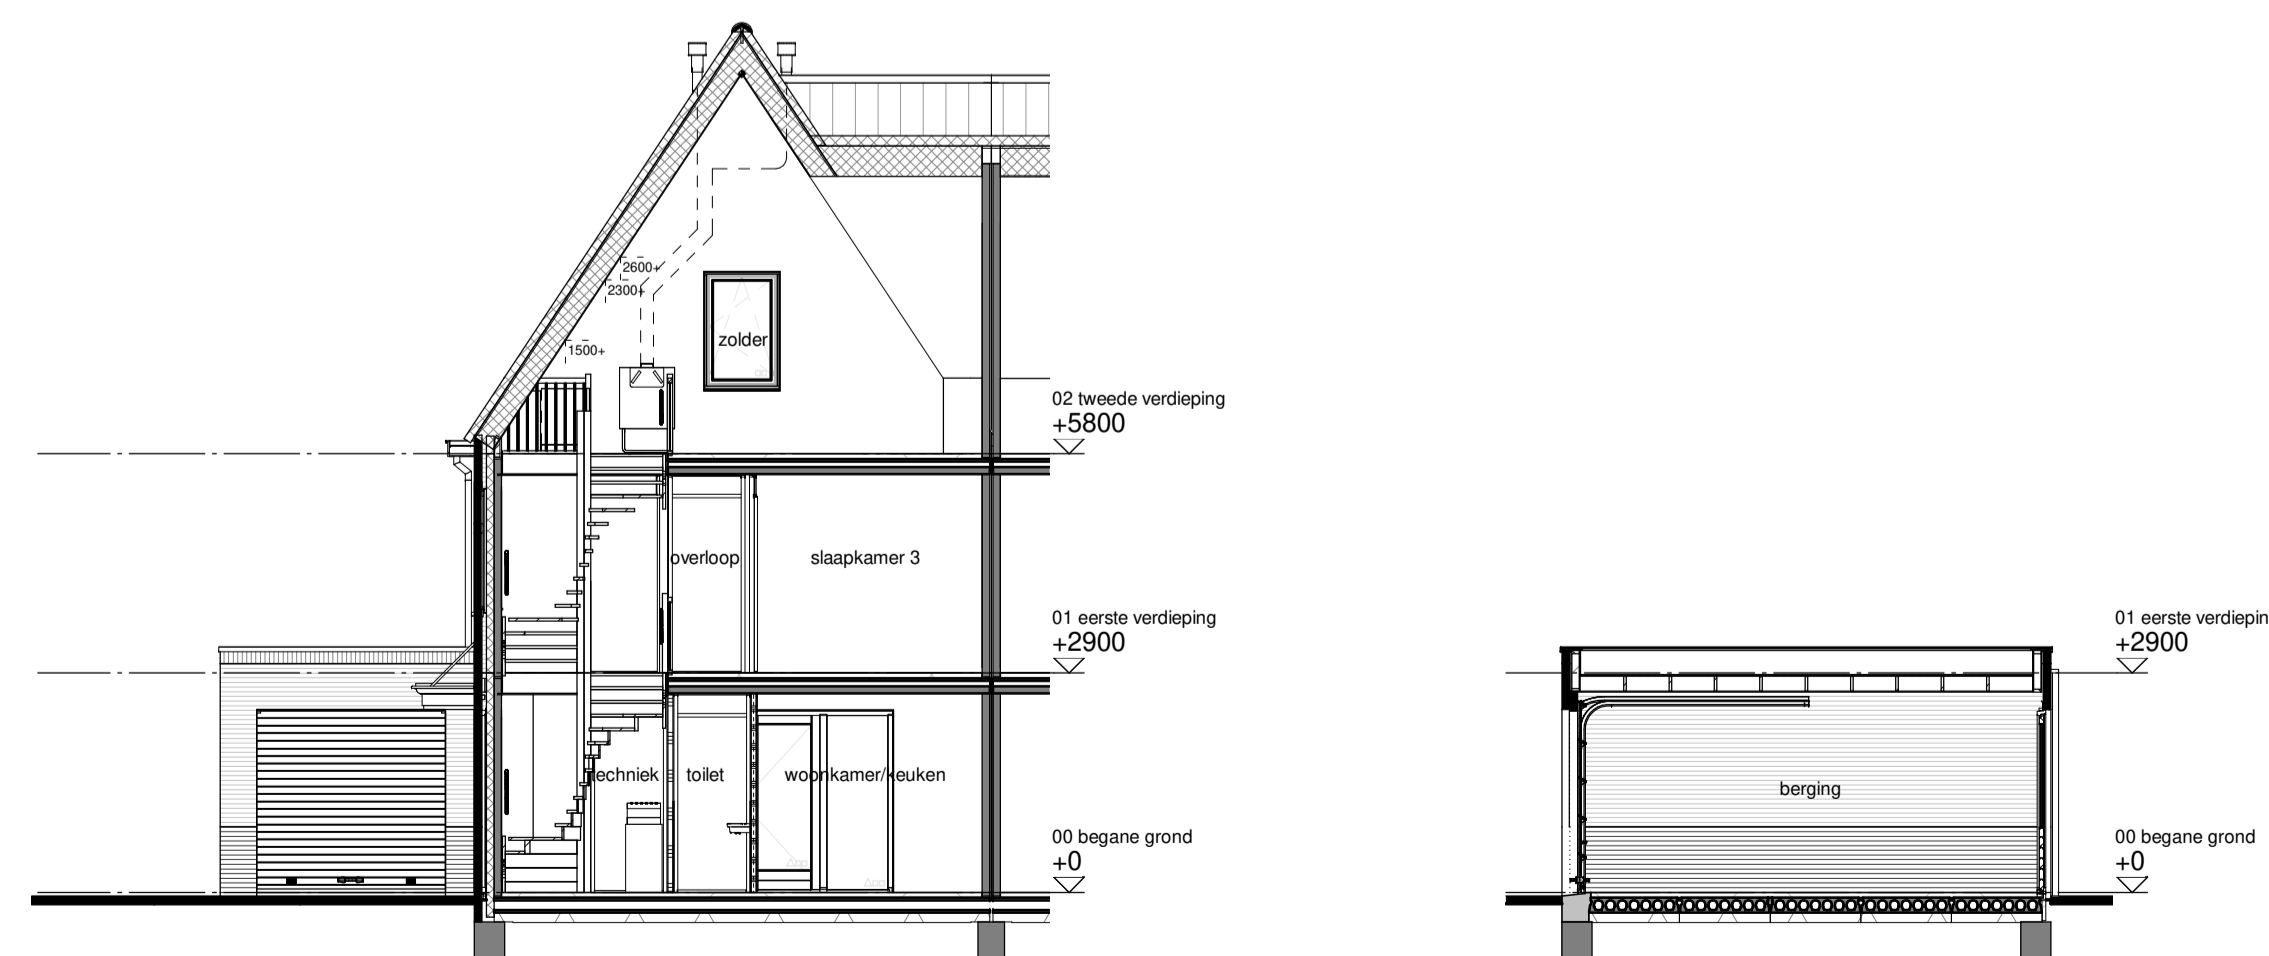 2600+
2300+
zolder
1500+
02 tweede verdieping
+5800
overloop
slaapkamer 3
01 eerste verdieping
+2900
01 eerste verdiepin
+2900
techniek
toilet
woonkamer/keuken
berging
00 begane grond
+0
00 begane grond
+0